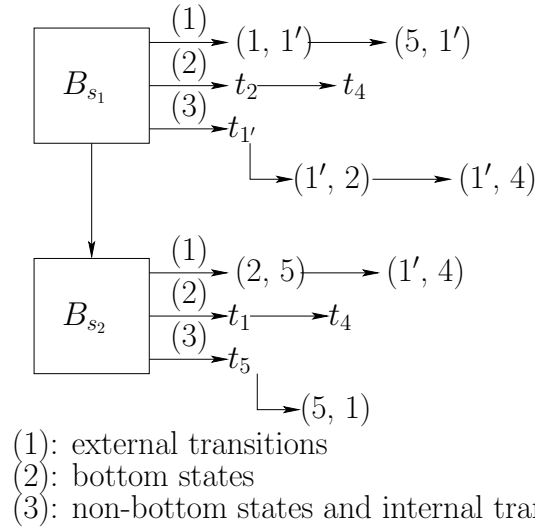 (1) (1, 1′) (5, 1′)
B_{s_1} (2) t_2 t_4
(3) t_{1′}
(1′, 2) (1′, 4)
(1) (2, 5) (1′, 4)
B_{s_2} (2) t_1 t_4
(3) t_5
(5, 1)
(1): external transitions
(2): bottom states
(3): non-bottom states and internal tran